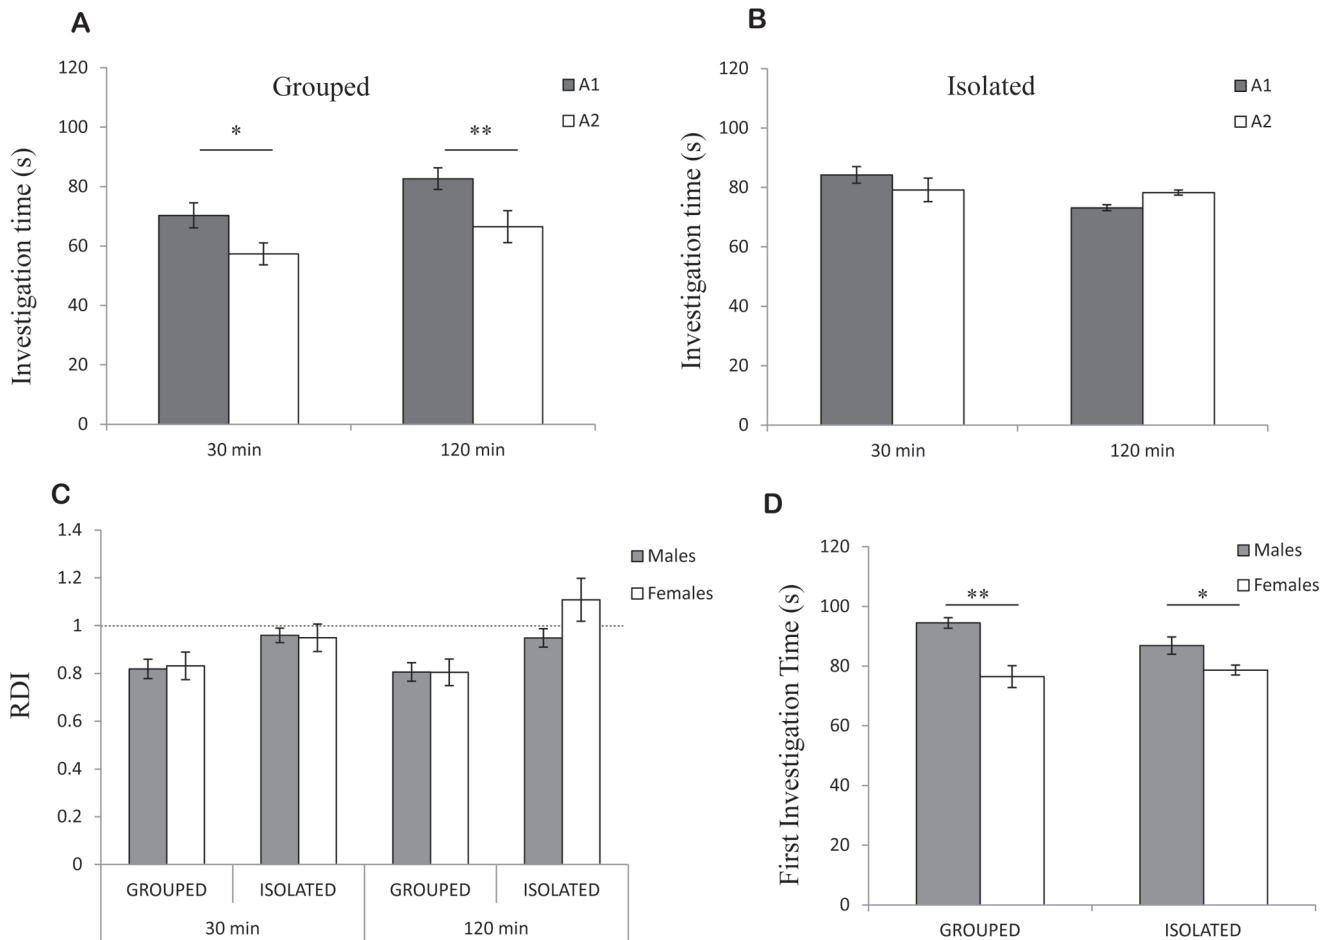 A
Grouped
A1
A2
*
**
Investigation time (s)
120
100
80
60
40
20
0
30 min
120 min
B
Isolated
A1
A2
Investigation time (s)
120
100
80
60
40
20
0
30 min
120 min
C
Males
Females
RDI
1.4
1.2
1
0.8
0.6
0.4
0.2
0
GROUPED
ISOLATED
GROUPED
ISOLATED
30 min
120 min
D
Males
Females
**
*
First Investigation Time (s)
120
100
80
60
40
20
0
GROUPED
ISOLATED